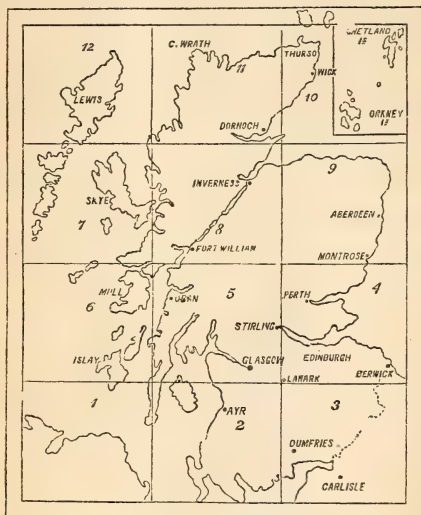 12
C. WRATH
11
THURSO
SHETLAND
13
LEWIS
WICK
10
ORKNEY
13
DORNOCH
9
INVERNESS
SKYE
ABERDEEN
7
8
FORT WILLIAM
MONTROSE
MULL
6
OBAN
5
PERTH
4
STIRLING
EDINBURGH
ISLAY
GLASGOW
BERWICK
LANARK
1
AYR
2
3
DUMFRIES
CARLISLE